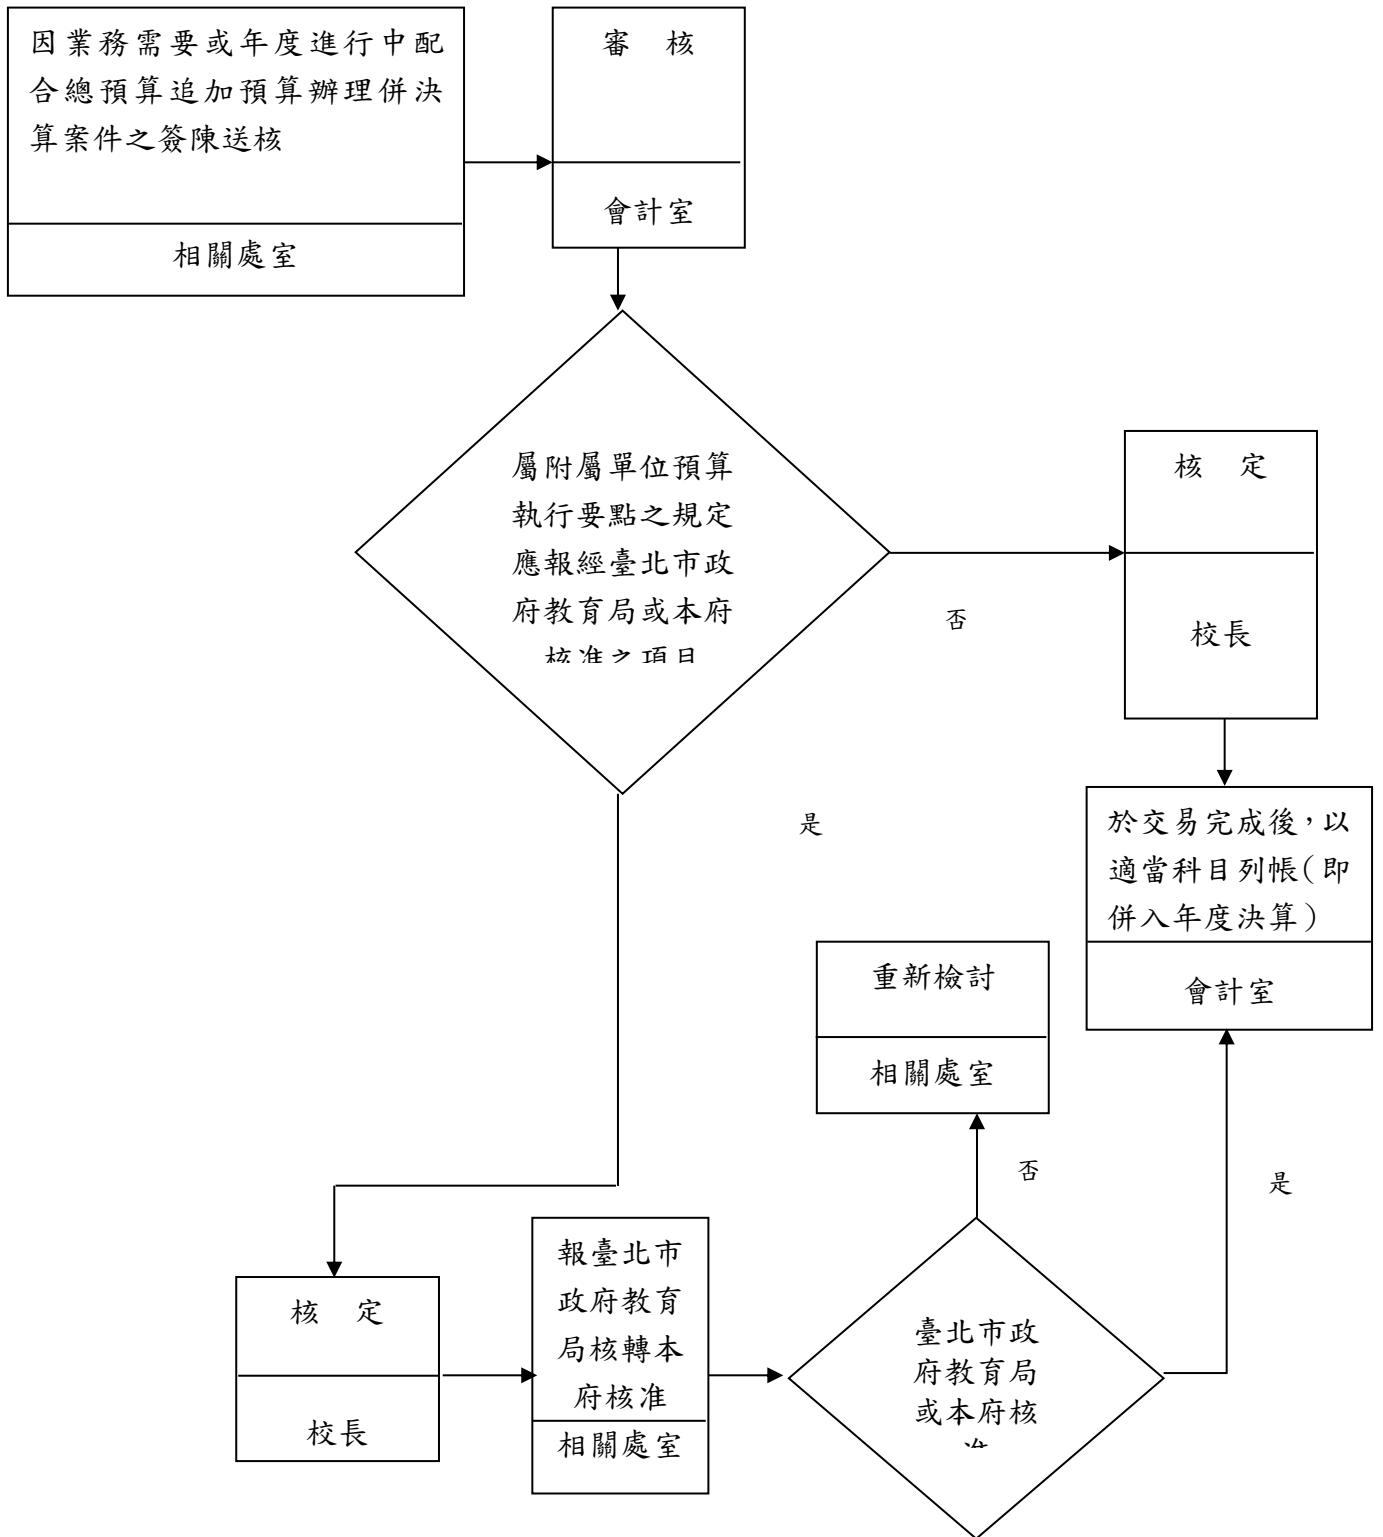 因業務需要或年度進行中配
合總預算追加預算辦理併決
算案件之簽陳送核
相關處室
審　核
會計室
屬附屬單位預算
執行要點之規定
應報經臺北市政
府教育局或本府
核准之項目
否
核　定
校長
是
於交易完成後，以
適當科目列帳（即
併入年度決算）
會計室
重新檢討
相關處室
否
是
核　定
校長
報臺北市
政府教育
局核轉本
府核准
相關處室
臺北市政
府教育局
或本府核